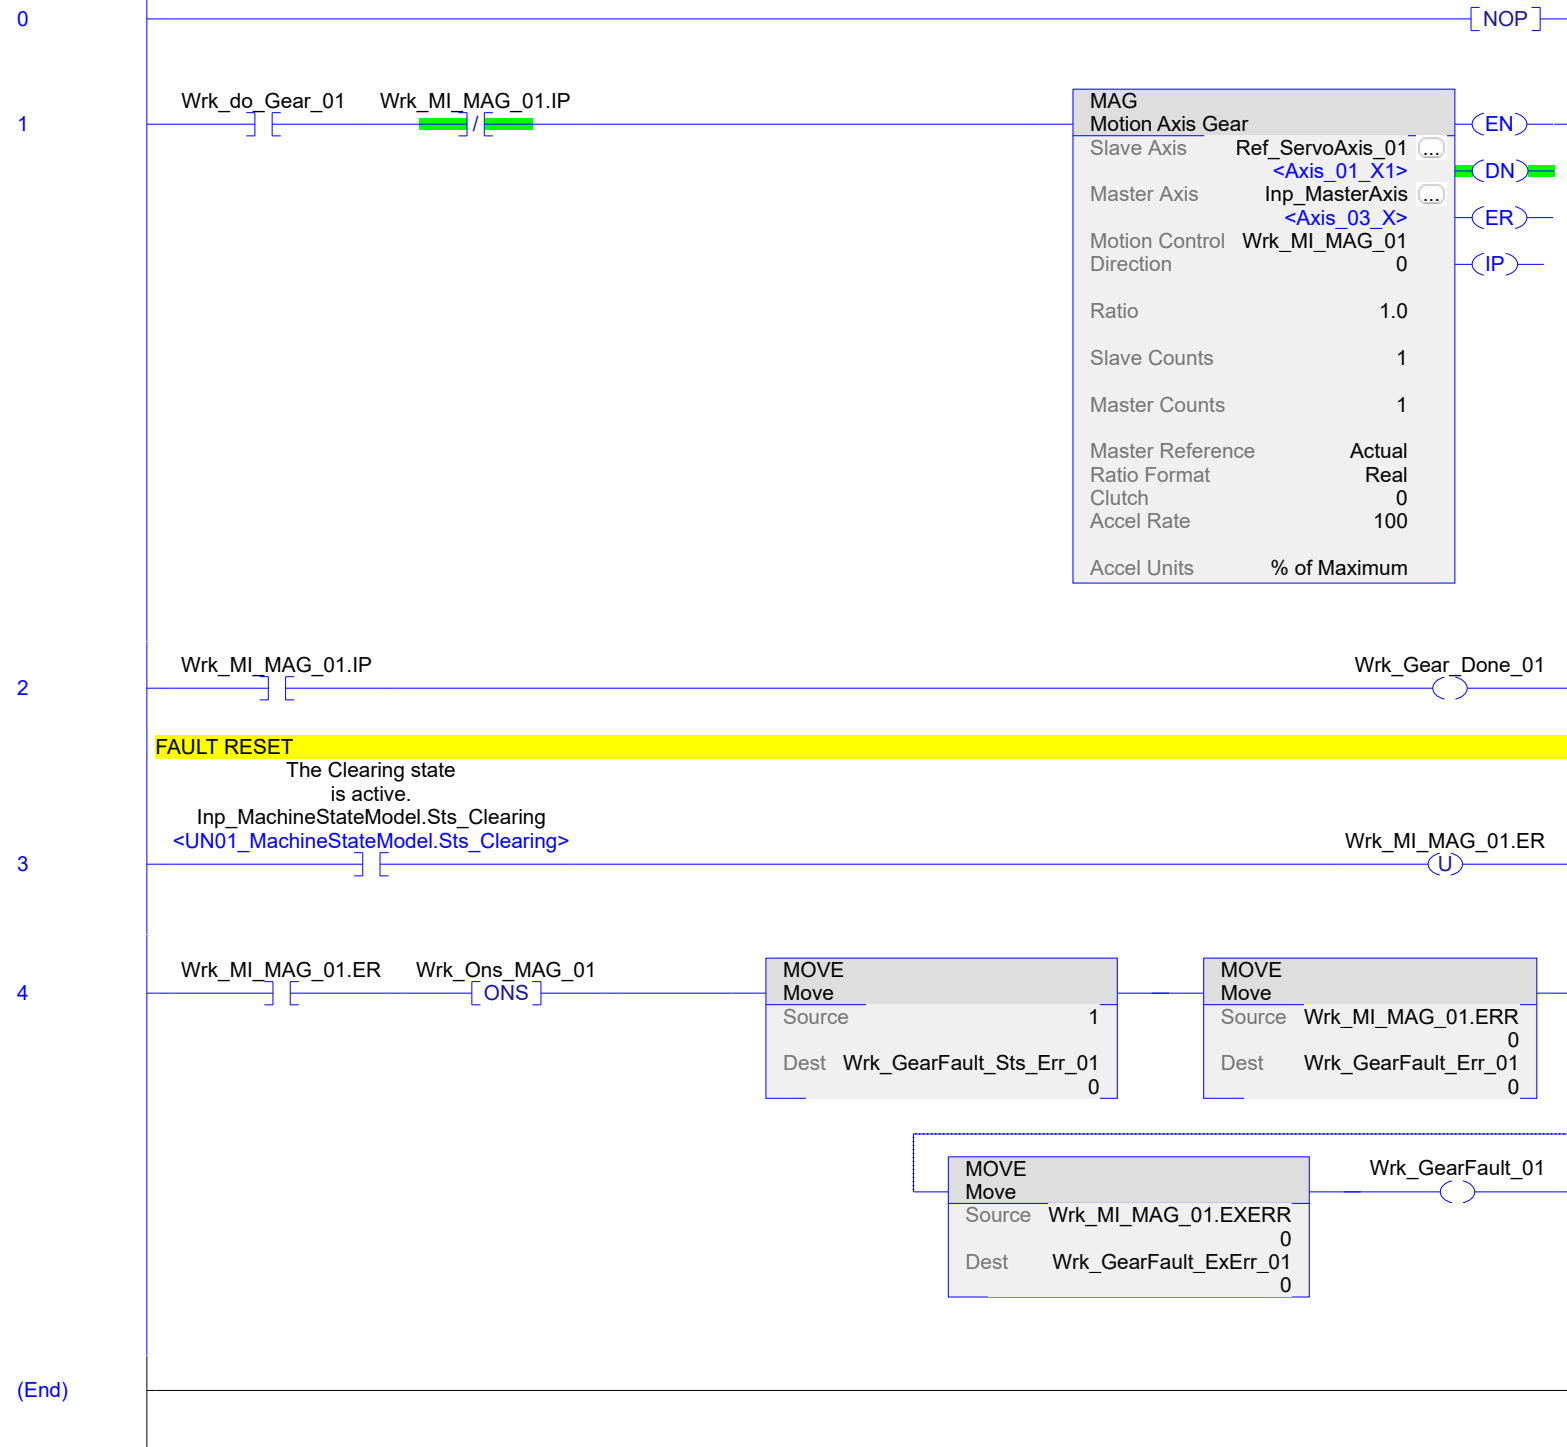 0
NOP
Wrk_do_Gear_01 Wrk_MI_MAG_01.IP
1
/
MAG
Motion Axis Gear
EN
Slave Axis Ref_ServoAxis_01 ...
<Axis_01_X1>
DN
Master Axis Inp_MasterAxis ...
<Axis_03_X>
ER
Motion Control Wrk_MI_MAG_01
Direction 0
IP
Ratio 1.0
Slave Counts 1
Master Counts 1
Master Reference Actual
Ratio Format Real
Clutch 0
Accel Rate 100
Accel Units % of Maximum
Wrk_MI_MAG_01.IP Wrk_Gear_Done_01
2
FAULT RESET
The Clearing state
is active.
Inp_MachineStateModel.Sts_Clearing
<UN01_MachineStateModel.Sts_Clearing> Wrk_MI_MAG_01.ER
3 U
Wrk_MI_MAG_01.ER Wrk_Ons_MAG_01
4 ONS
MOVE
Move
Source 1
Dest Wrk_GearFault_Sts_Err_01
0
MOVE
Move
Source Wrk_MI_MAG_01.ERR
0
Dest Wrk_GearFault_Err_01
0
MOVE
Move
Source Wrk_MI_MAG_01.EXERR
0
Dest Wrk_GearFault_ExErr_01
0
Wrk_GearFault_01
(End)